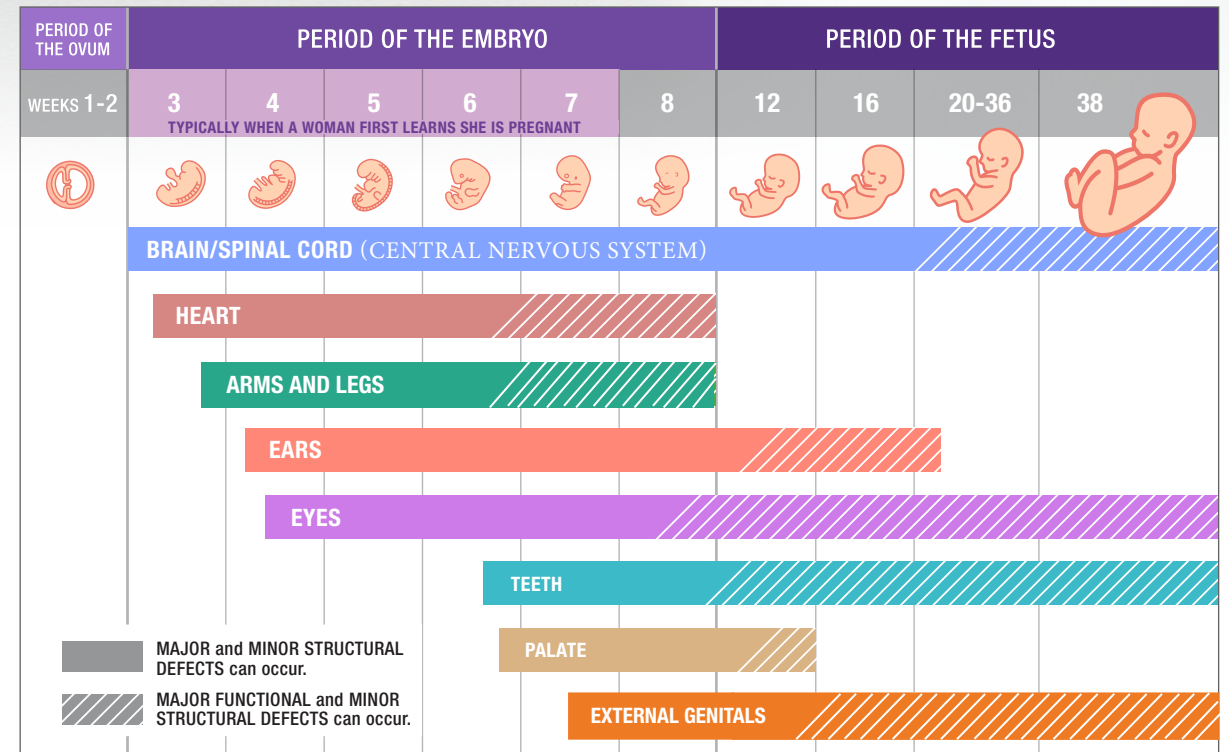 PERIOD OF
THE OVUM
PERIOD OF THE EMBRYO
PERIOD OF THE FETUS
WEEKS 1-2
3
4
5
6
7
8
12
16
20-36
38
TYPICALLY WHEN A WOMAN FIRST LEARNS SHE IS PREGNANT
BRAIN/SPINAL CORD (CENTRAL NERVOUS SYSTEM)
HEART
ARMS AND LEGS
EARS
EYES
TEETH
PALATE
EXTERNAL GENITALS
MAJOR and MINOR STRUCTURAL
DEFECTS can occur.
MAJOR FUNCTIONAL and MINOR
STRUCTURAL DEFECTS can occur.